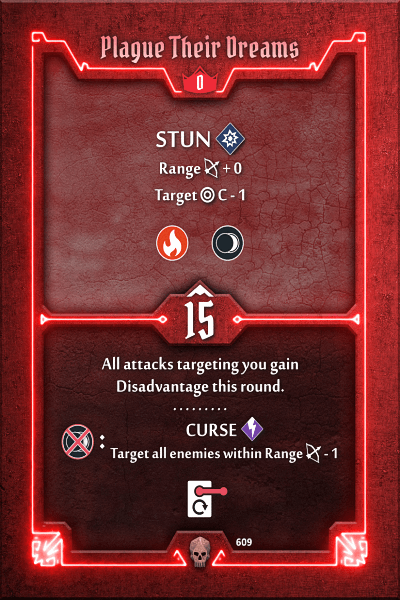 Plague Their Dreams
0
STUN
Range + 0
Target C - 1
15
All attacks targeting you gain
Disadvantage this round.
:
CURSE
Target all enemies within Range - 1
609